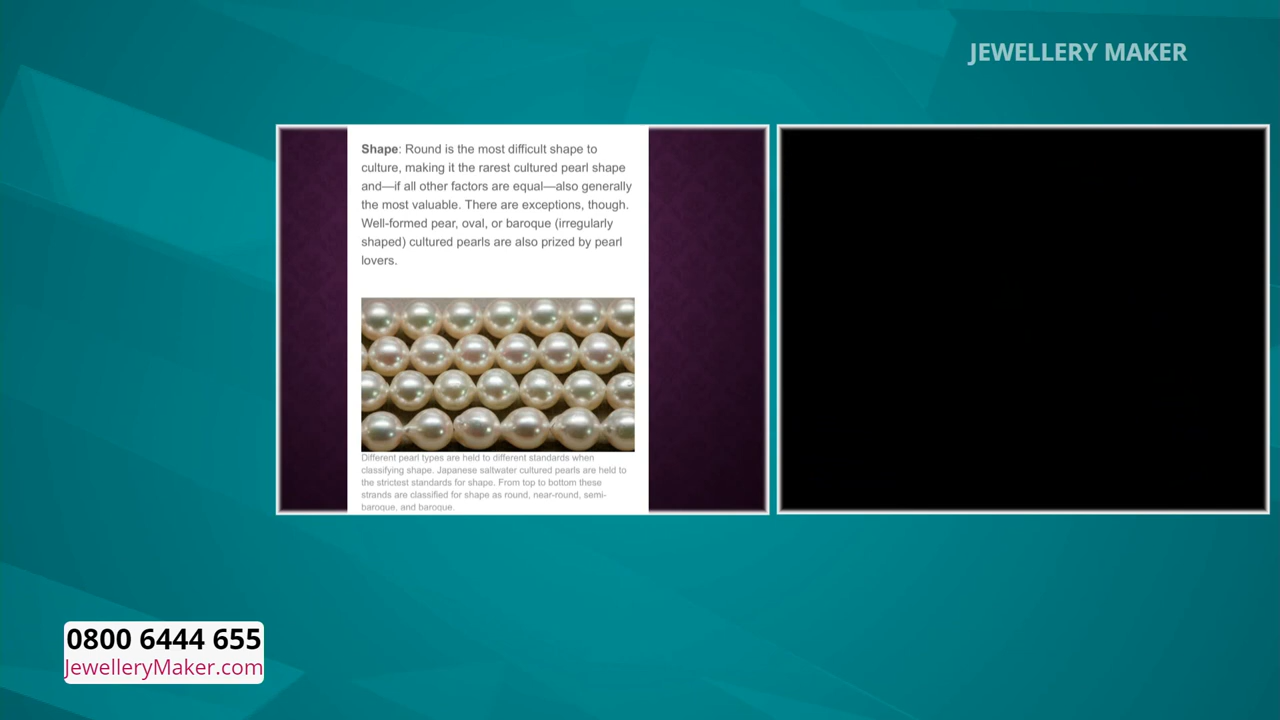 JEWELLERY MAKER
Shape: Round is the most difficult shape to
culture, making it the rarest cultured pearl shape
and—if all other factors are equal—also generally
the most valuable. There are exceptions, though.
Well-formed pear, oval, or baroque (irregularly
shaped) cultured pearls are also prized by pearl
lovers.
Different pearl types are held to different standards when
classifying shape. Japanese saltwater cultured pearls are held to
the strictest standards for shape. From top to bottom these
strands are classified for shape as round, near-round, semi-
baroque, and baroque.
0800 6444 655
JewelleryMaker.com